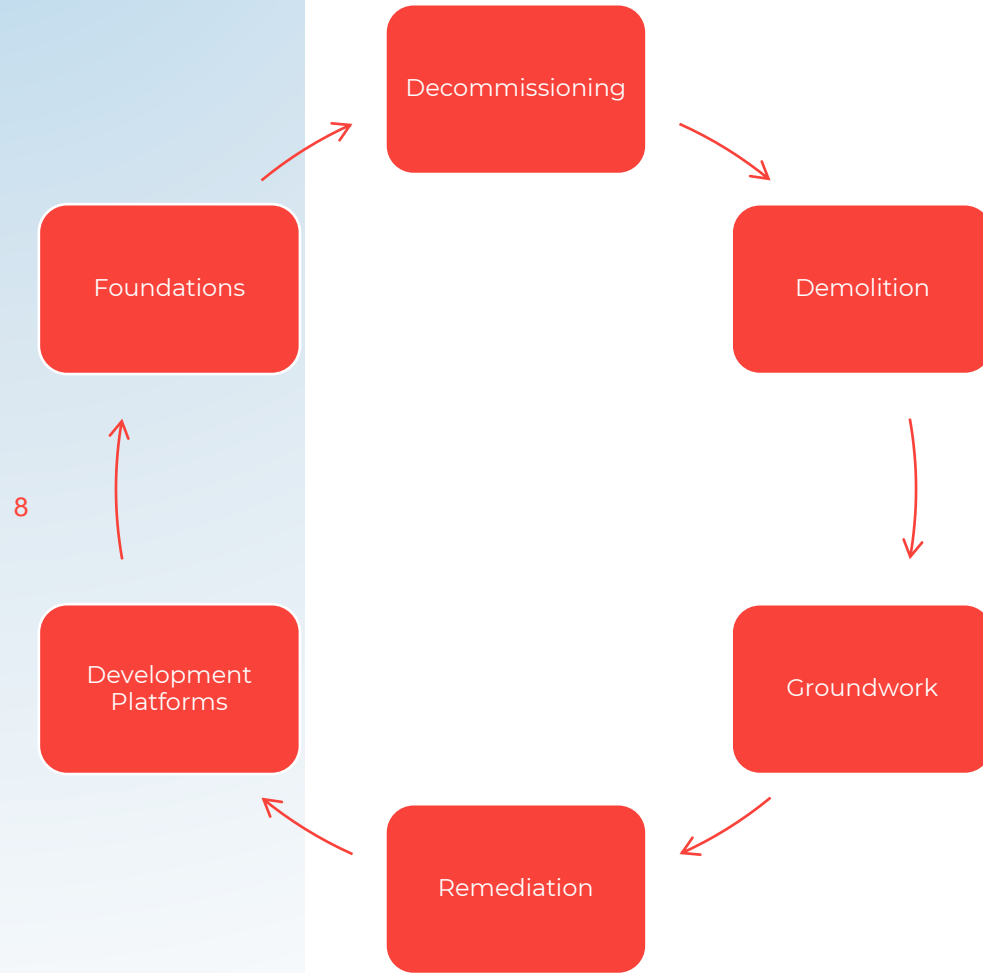 Decommissioning
Demolition
Groundwork
Remediation
Development
Platforms
Foundations
8